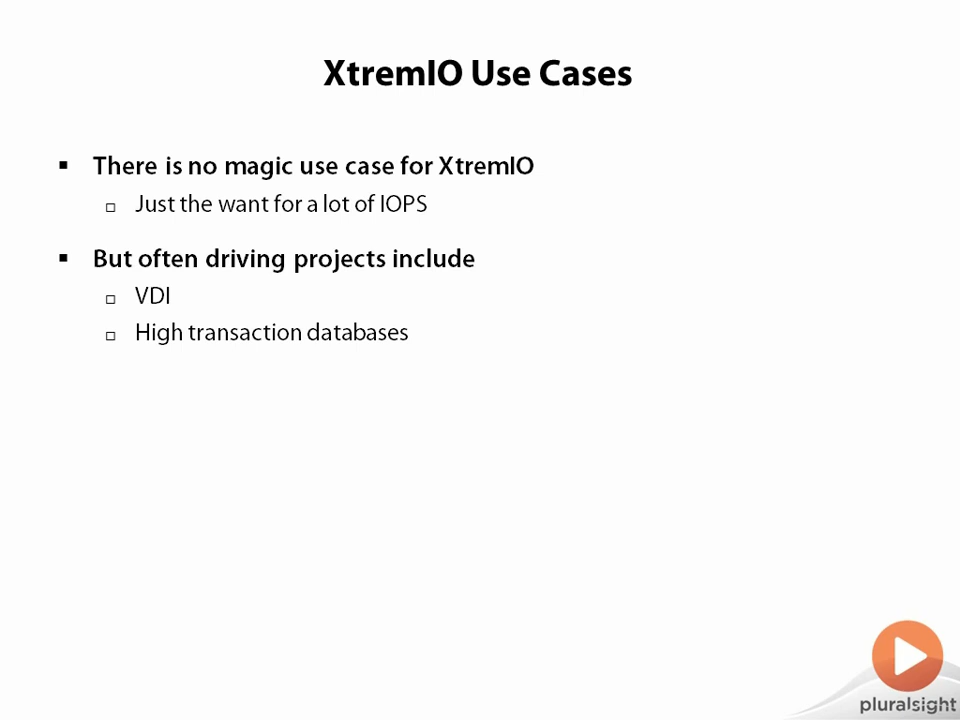 XtremIO Use Cases
▪ There is no magic use case for XtremIO
▫ Just the want for a lot of IOPS
▪ But often driving projects include
▫ VDI
▫ High transaction databases
pluralsight